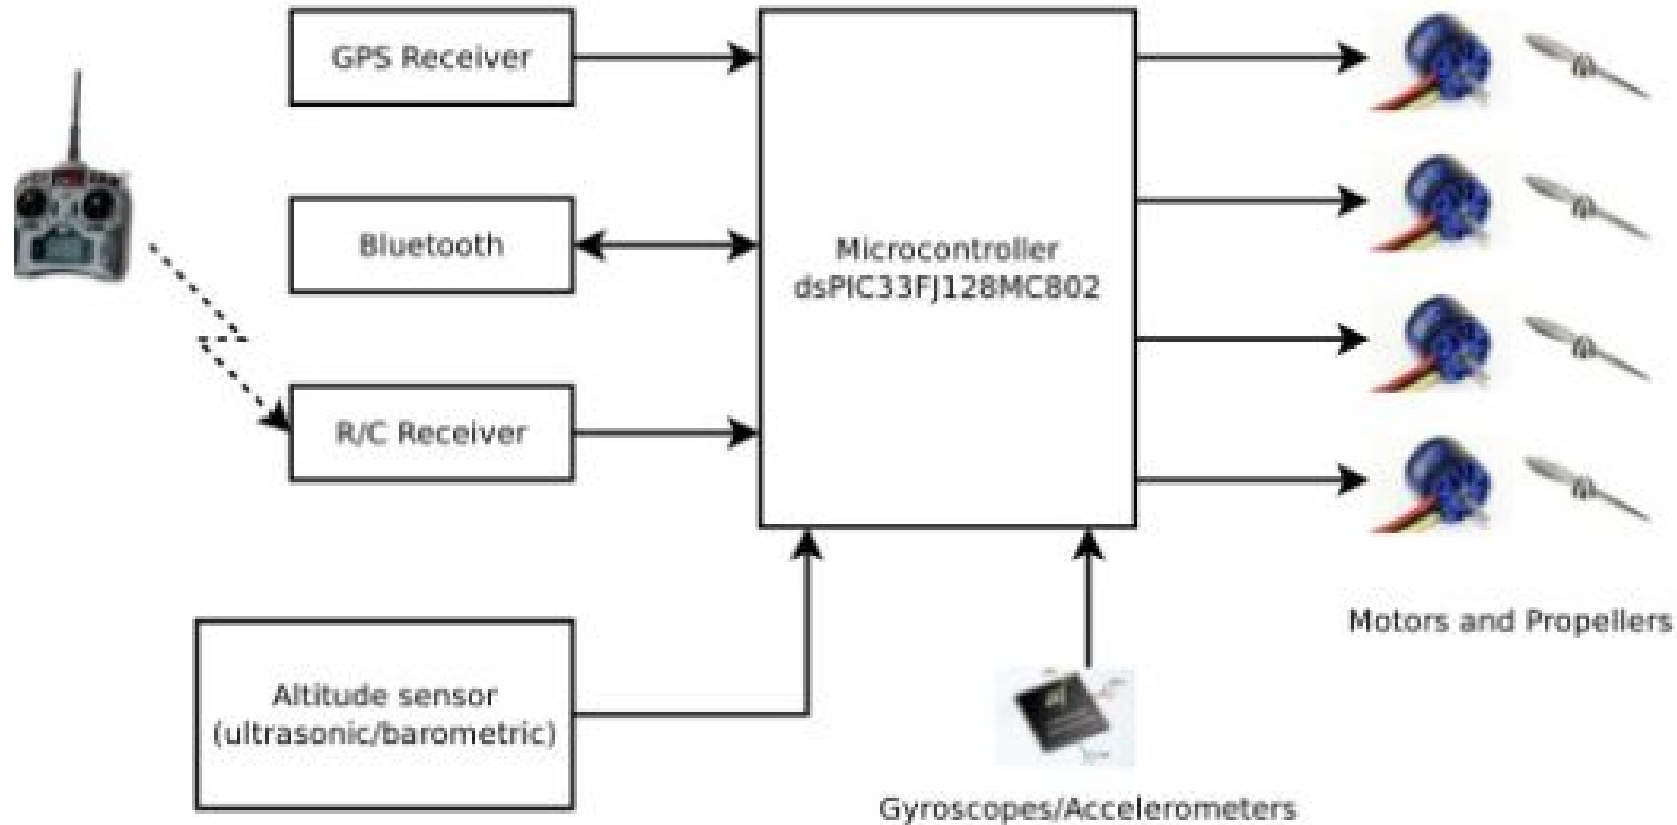 GPS Receiver
Bluetooth
R/C Receiver
Microcontroller
dsPIC33FJ128MC802
Altitude sensor
(ultrasonic/barometric)
Motors and Propellers
Gyroscopes/Accelerometers